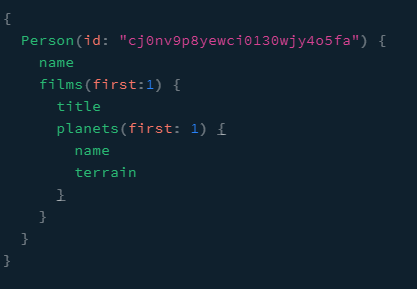 {
  Person(id: "cj0nv9p8yewci0130wjy4o5fa") {
    name
    films(first:1) {
      title
      planets(first: 1) {
        name
        terrain
      }
    }
  }
}